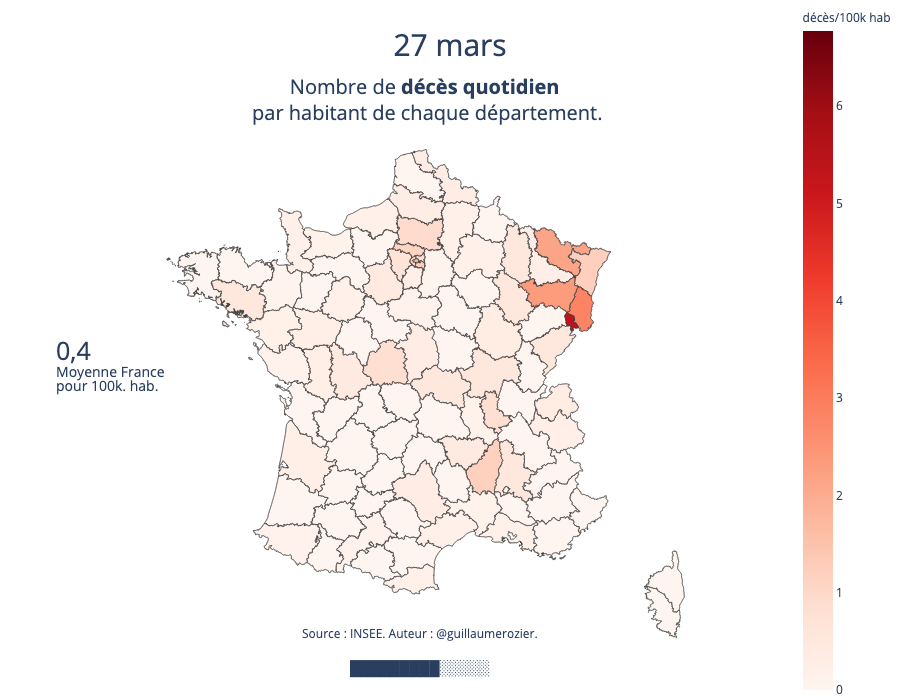 décès/100k hab
27 mars
Nombre de décès quotidien
par habitant de chaque département.
6
5
4
3
2
1
0
0,4
Moyenne France
pour 100k. hab.
Source : INSEE. Auteur : @guillaumerozier.